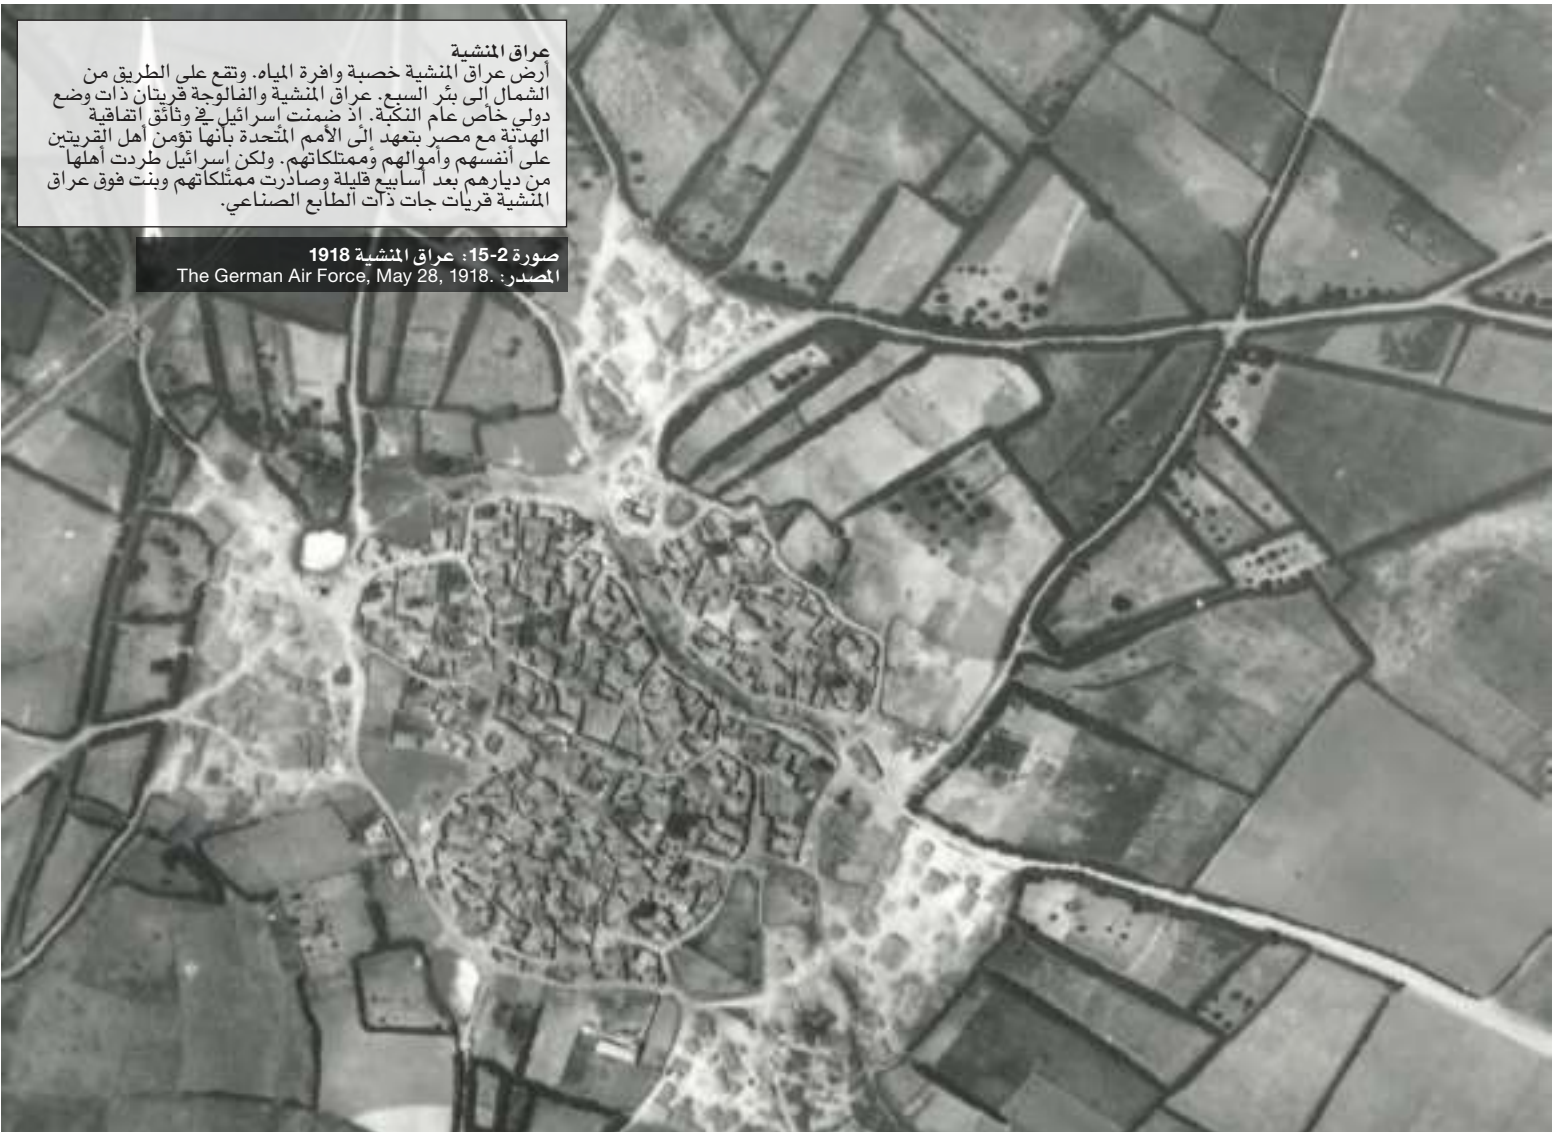 عراق المنشية
أرض عراق المنشية خصبة وافرة المياه. وتقع على الطريق من
الشمال إلى بئر السبع. عراق المنشية والفالوجة قريتان ذات وضع
دولي خاص عام النكبة. إذ ضمنت إسرائيل في وثائق اتفاقية
الهدنة مع مصر بتعهد إلى الأمم المتحدة بأنها تؤمن أهل القريتين
على أنفسهم وأموالهم وممتلكاتهم. ولكن إسرائيل طردت أهلها
من ديارهم بعد أسابيع قليلة وصادرت ممتلكاتهم وبنت فوق عراق
المنشية قريات جات ذات الطابع الصناعي.
صورة 2-15: عراق المنشية 1918
المصدر: The German Air Force, May 28, 1918.